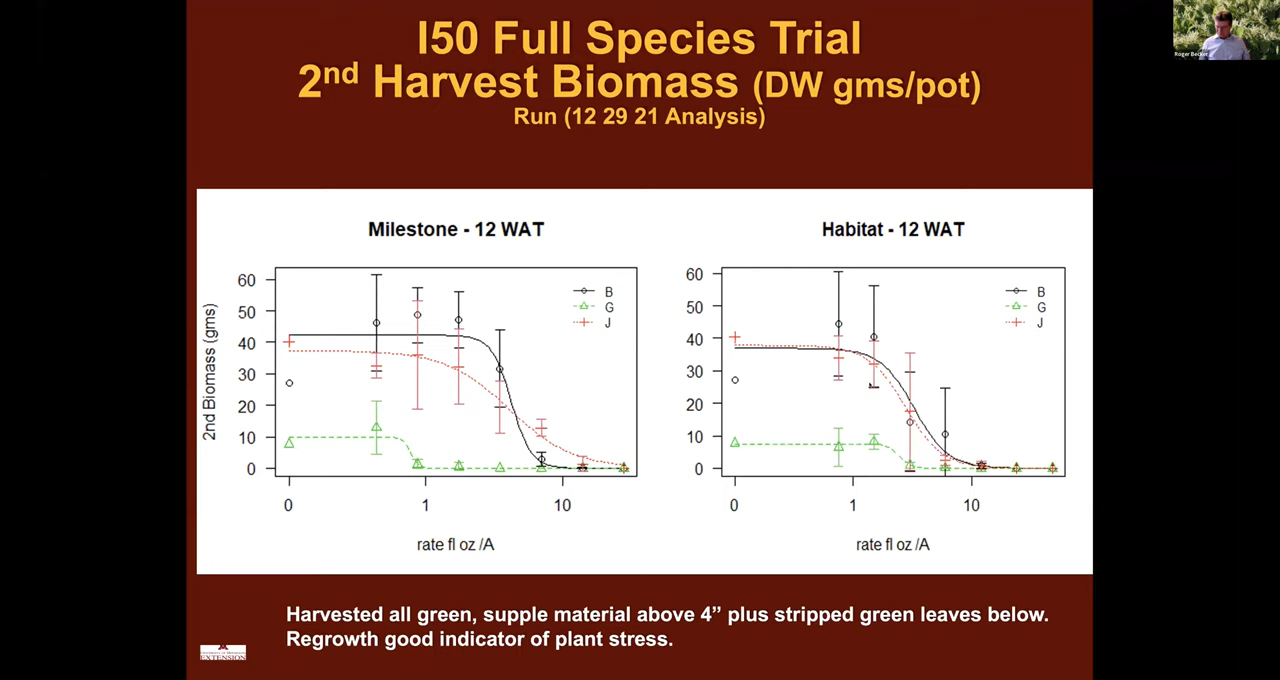 I50 Full Species Trial
2nd Harvest Biomass (DW gms/pot)
Run (12 29 21 Analysis)
Roger Becker
Milestone - 12 WAT
Habitat - 12 WAT
2nd Biomass (gms)
60
50
40
30
20
10
0
B
G
J
0
1
10
rate fl oz /A
60
50
40
30
20
10
0
B
G
J
0
1
10
rate fl oz /A
Harvested all green, supple material above 4” plus stripped green leaves below.
Regrowth good indicator of plant stress.
EXTENSION